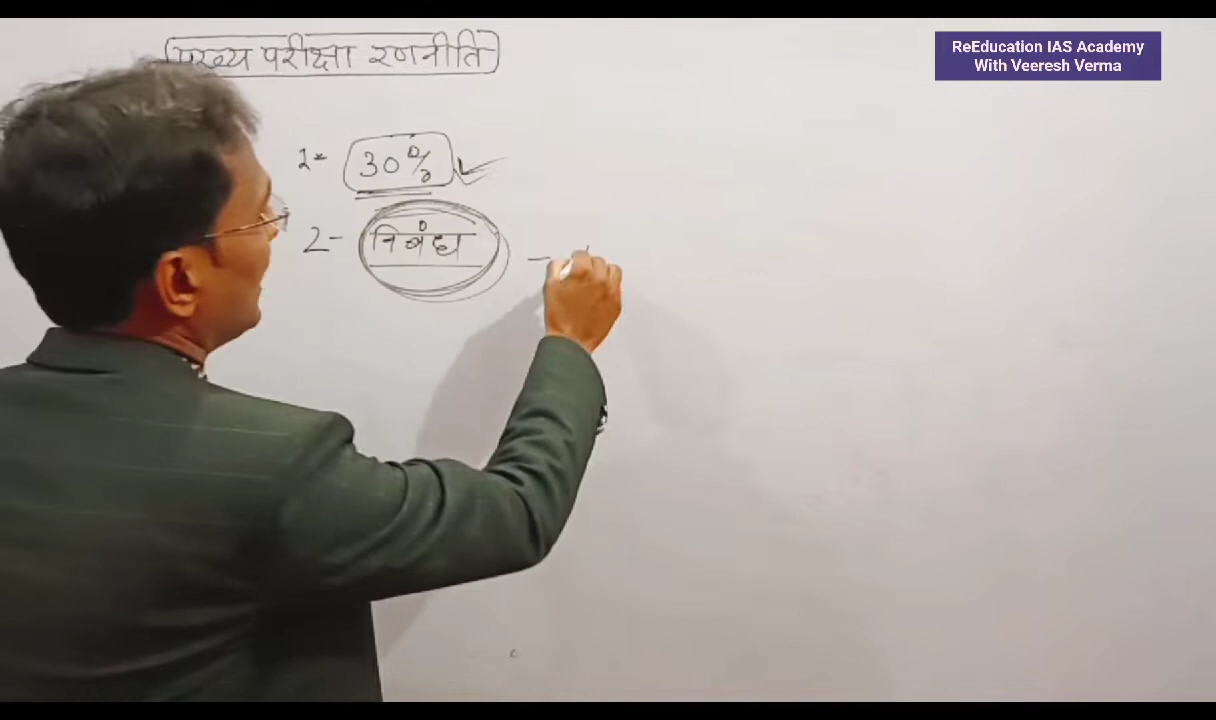 मुख्य परीक्षा रणनीति
ReEducation IAS Academy
With Veeresh Verma
1- 30%
2- निबंध -